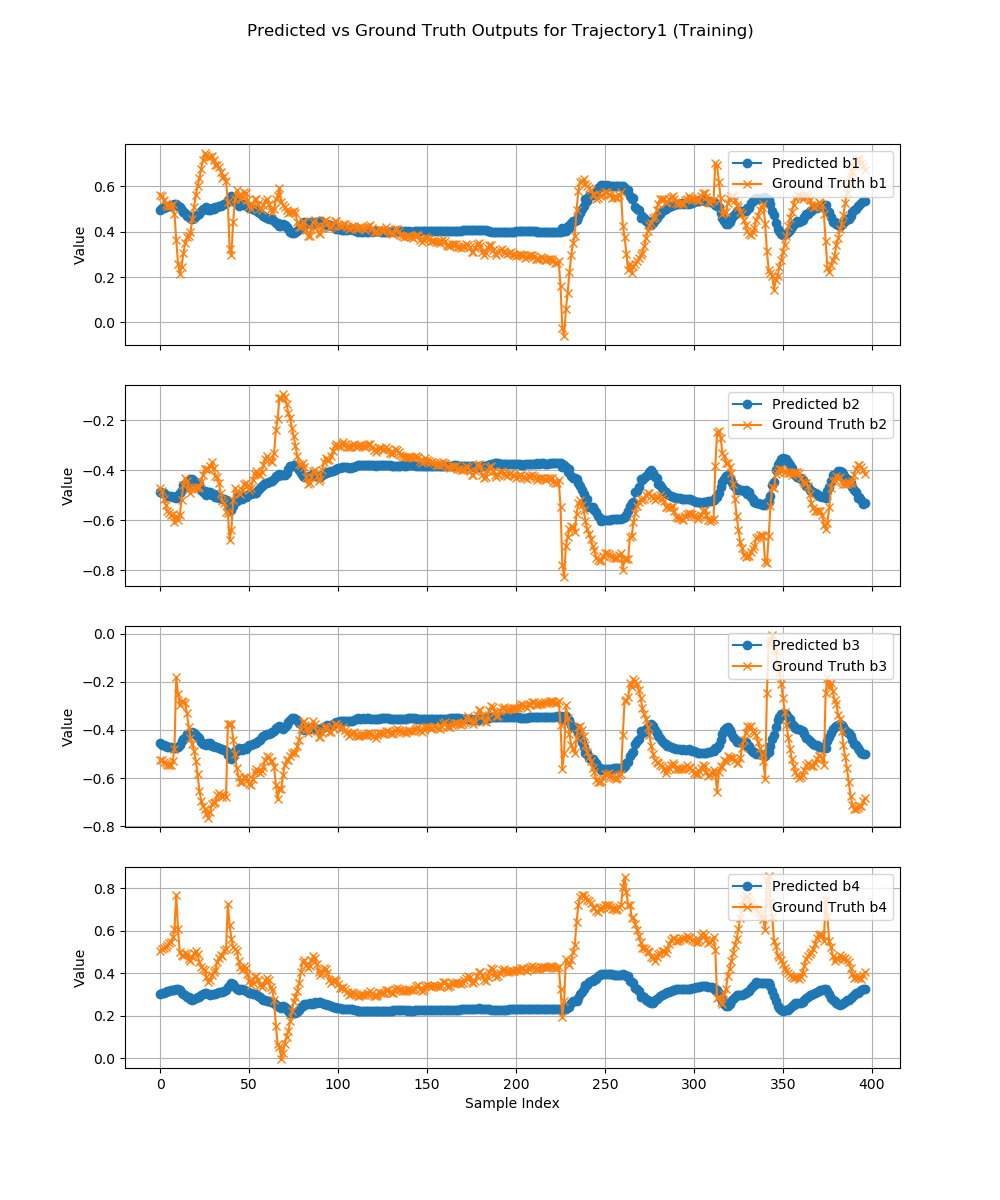 Predicted vs Ground Truth Outputs for Trajectory1 (Training)
Predicted b1
Ground Truth b1
0.6
0.4
0.2
0.0
Value
Predicted b2
Ground Truth b2
−0.2
−0.4
−0.6
−0.8
Value
Predicted b3
Ground Truth b3
0.0
−0.2
−0.4
−0.6
−0.8
Value
Predicted b4
Ground Truth b4
0.8
0.6
0.4
0.2
0.0
Value
0 50 100 150 200 250 300 350 400
Sample Index